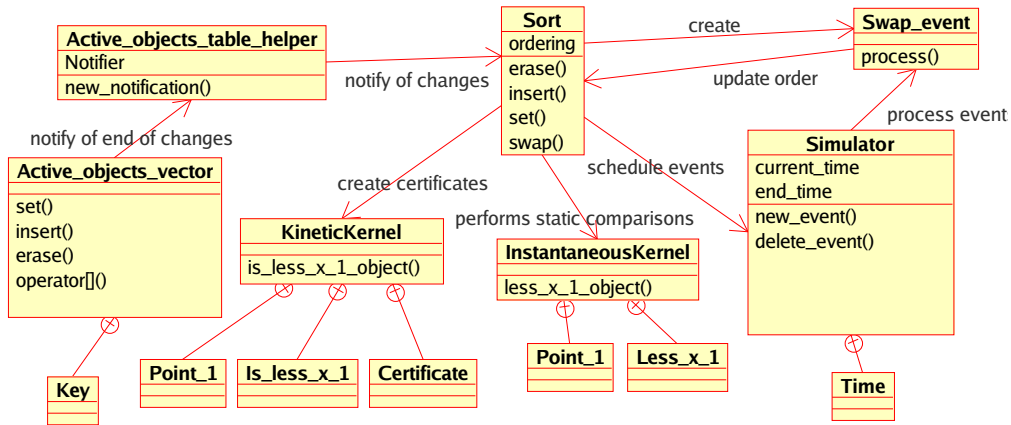 Active_objects_table_helper
Notifier
new_notification()
notify of changes
Sort
ordering
erase()
insert()
set()
swap()
create
update order
Swap_event
process()
process event
notify of end of changes
Active_objects_vector
set()
insert()
erase()
operator[]()
create certificates
schedule events
performs static comparisons
Simulator
current_time
end_time
new_event()
delete_event()
KineticKernel
is_less_x_1_object()
InstantaneousKernel
less_x_1_object()
Key
Point_1
Is_less_x_1
Certificate
Point_1
Less_x_1
Time